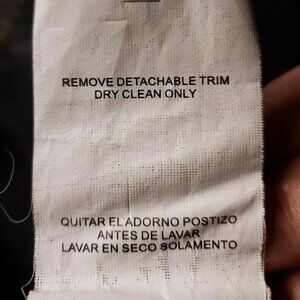 REMOVE DETACHABLE TRIM
DRY CLEAN ONLY
QUITAR EL ADORNO POSTIZO
ANTES DE LAVAR
LAVAR EN SECO SOLAMENTO